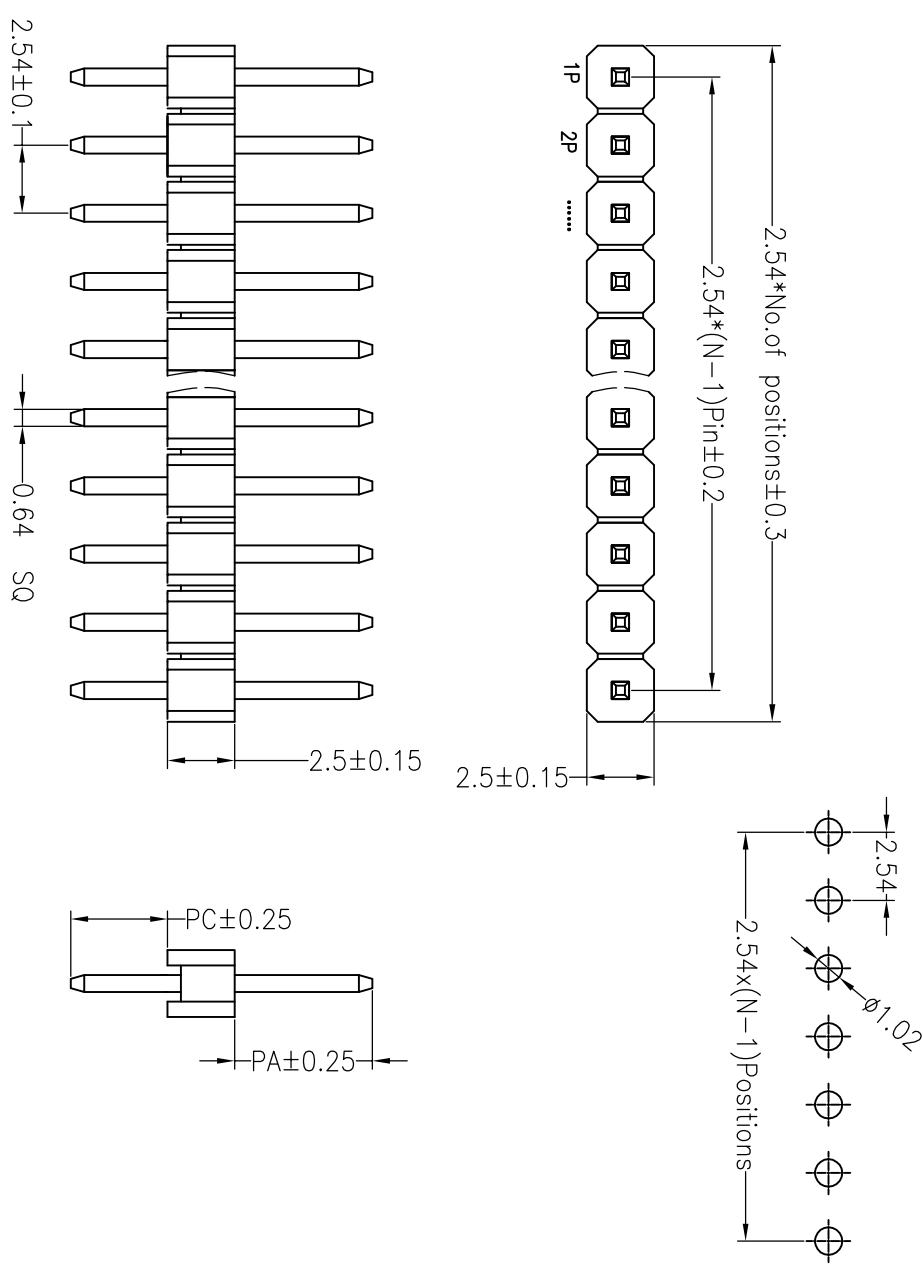 2.54*No.of positions±0.3
2.54*(N-1)Pin±0.2
1P
2P
......
2.5±0.15
2.54±0.1
0.64 SQ
2.5±0.15
2.54
ø1.02
2.54x(N-1)Positions
PC±0.25
PA±0.25